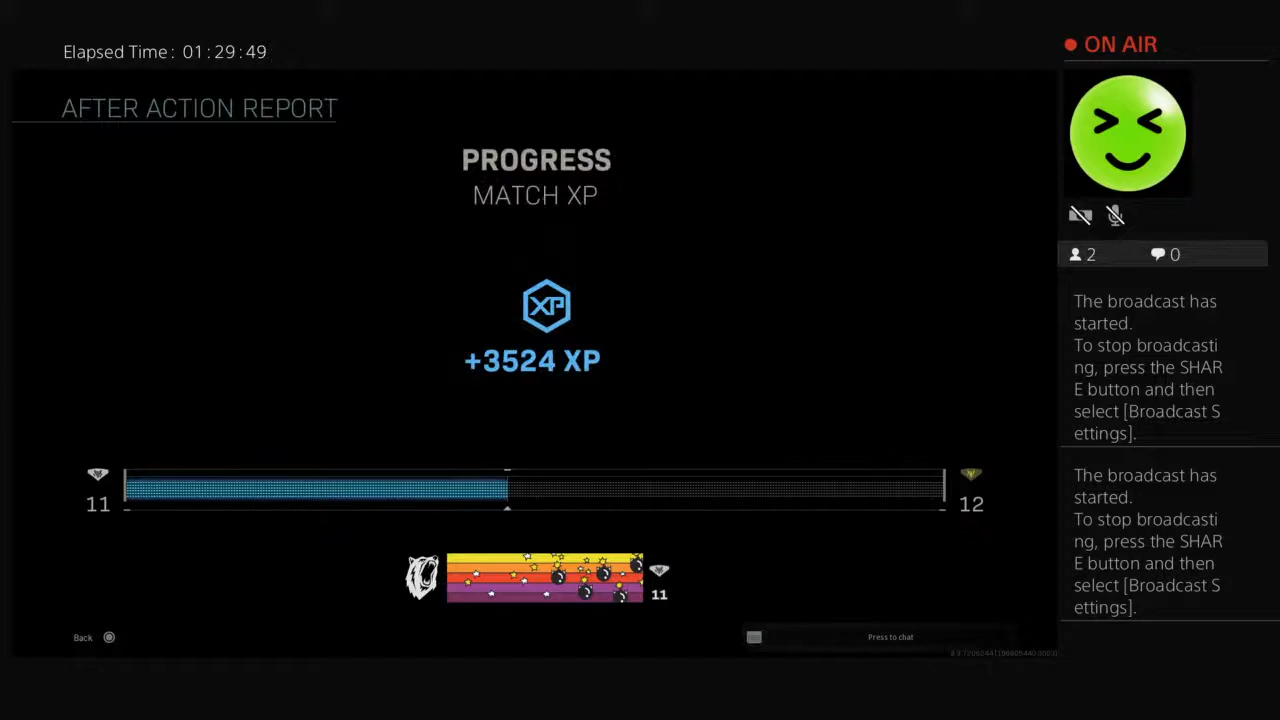 Elapsed Time: 01:29:49
ON AIR
AFTER ACTION REPORT
PROGRESS
MATCH XP
2
0
XP
+3524 XP
The broadcast has
started.
To stop broadcasti
ng, press the SHAR
E button and then
select [Broadcast S
ettings].
The broadcast has
started.
To stop broadcasti
ng, press the SHAR
E button and then
select [Broadcast S
ettings].
11
12
11
Back
Press to chat